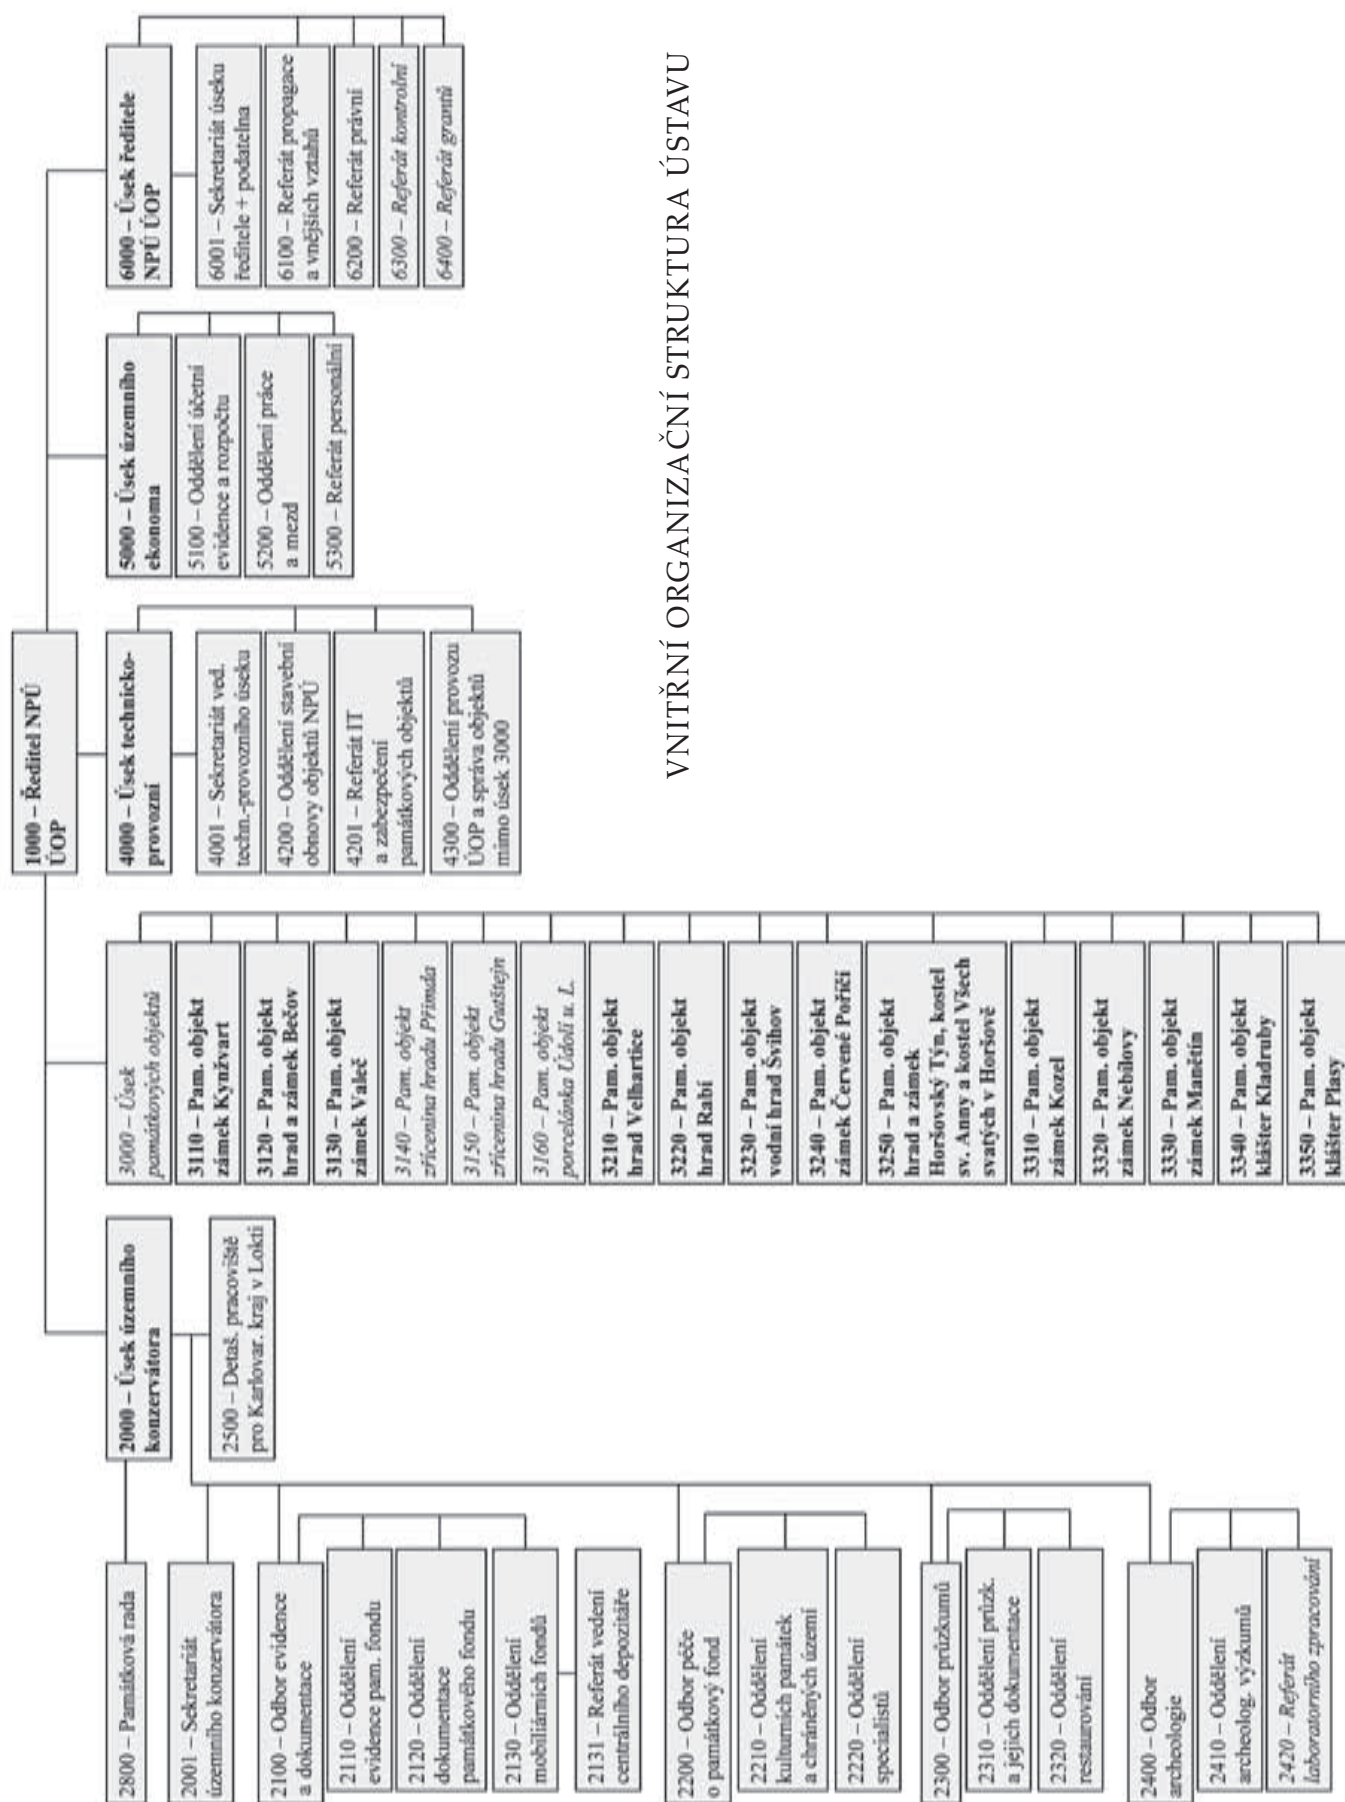 1000 – Ředitel NPÚ
ÚOP
2000 – Úsek územního
konzervátora
2800 – Památková rada
2001 – Sekretariát
územního konzervátora
2100 – Odbor evidence
a dokumentace
2110 – Oddělení
evidence pam. fondu
2120 – Oddělení
dokumentace
památkového fondu
2130 – Oddělení
mobiliárních fondů
2131 – Referát vedení
centrálního depozitáře
2200 – Odbor péče
o památkový fond
2210 – Oddělení
kulturních památek
a chráněných území
2220 – Oddělení
specialistů
2300 – Odbor průzkumů
2310 – Oddělení průzk.
a jejich dokumentace
2320 – Oddělení
restaurování
2400 – Odbor
archeologie
2410 – Oddělení
archeolog. výzkumů
2420 – Referát
laboratorního zpracování
2500 – Detaš. pracoviště
pro Karlovar. kraj v Lokti
3000 – Úsek
památkových objektů
3110 – Pam. objekt
zámek Kynžvart
3120 – Pam. objekt
hrad a zámek Bečov
3130 – Pam. objekt
zámek Valeč
3140 – Pam. objekt
zřícenina hradu Přimda
3150 – Pam. objekt
zřícenina hradu Gutštejn
3160 – Pam. objekt
porcelánka Údolí u. L.
3210 – Pam. objekt
hrad Velhartice
3220 – Pam. objekt
hrad Rabí
3230 – Pam. objekt
vodní hrad Švihov
3240 – Pam. objekt
zámek Červené Poříčí
3250 – Pam. objekt
hrad a zámek
Horšovský Týn, kostel
sv. Anny a kostel Všech
svatých v Horšově
3310 – Pam. objekt
zámek Kozel
3320 – Pam. objekt
zámek Nebílovy
3330 – Pam. objekt
zámek Manětín
3340 – Pam. objekt
klášter Kladruby
3350 – Pam. objekt
klášter Plasy
4000 – Úsek technicko-
provozní
4001 – Sekretariát ved.
techn.-provozního úseku
4200 – Oddělení stavební
obnovy objektů NPÚ
4201 – Referát IT
a zabezpečení
památkových objektů
4300 – Oddělení provozu
ÚOP a správa objektů
mimo úsek 3000
5000 – Úsek územního
ekonoma
5100 – Oddělení účetní
evidence a rozpočtu
5200 – Oddělení práce
a mezd
5300 – Referát personální
6000 – Úsek ředitele
NPÚ ÚOP
6001 – Sekretariát úseku
ředitele + podatelna
6100 – Referát propagace
a vnějších vztahů
6200 – Referát právní
6300 – Referát kontrolní
6400 – Referát grantů
VNITŘNÍ ORGANIZAČNÍ STRUKTURA ÚSTAVU